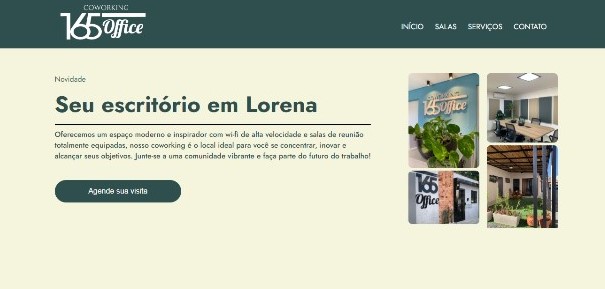 COWORKING
165 Office
INÍCIO SALAS SERVIÇOS CONTATO
Novidade
Seu escritório em Lorena
Oferecemos um espaço moderno e inspirador com wi-fi de alta velocidade e salas de reunião
totalmente equipadas, nosso coworking é o local ideal para você se concentrar, inovar e
alcançar seus objetivos. Junte-se a uma comunidade vibrante e faça parte do futuro do trabalho!
Agende sua visita
165 Office
165
Office